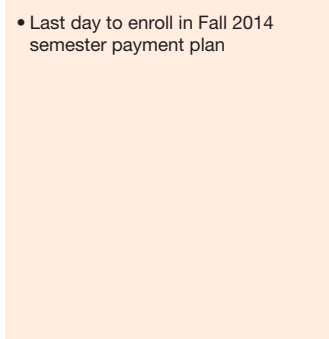 • Last day to enroll in Fall 2014
semester payment plan